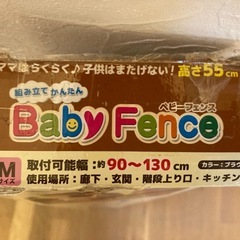 ママはらくらく♪子供はまたげない!高さ55cm
組み立てかんたん
ベビーフェンス
Baby Fence
M
サイズ
取付可能幅:約90〜130cm
カラー:ブラウ
使用場所:廊下・玄関・階段上り口・キッチン